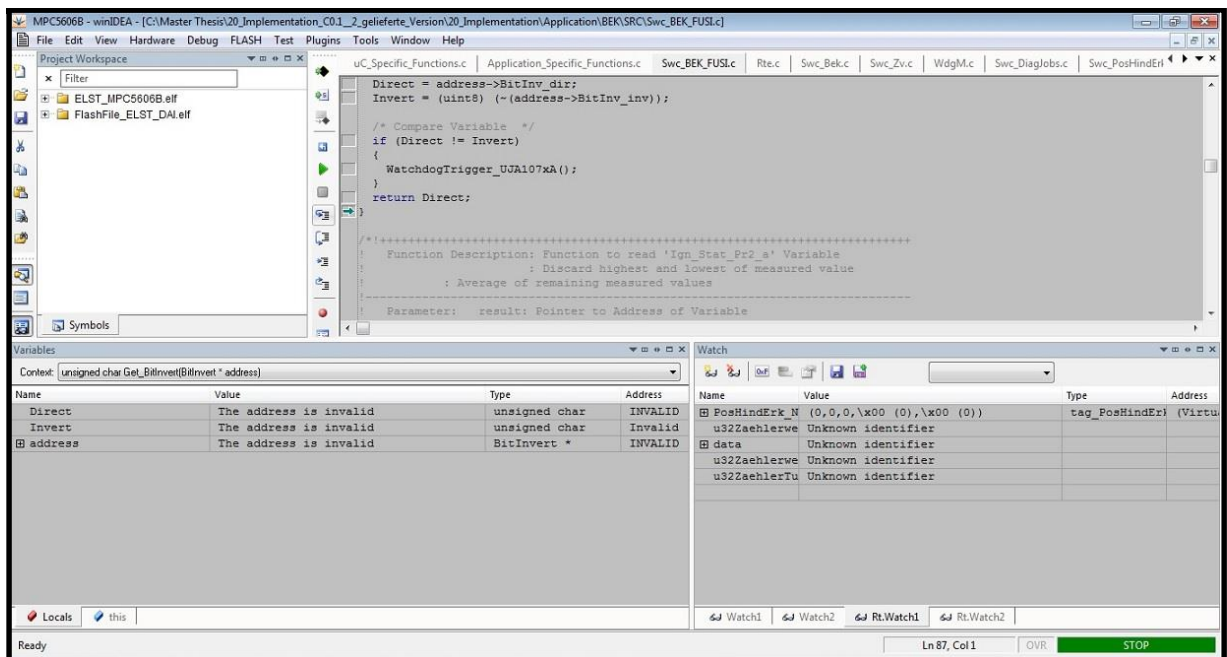 MPC5606B - winIDEA - [C:\Master Thesis\20_Implementation_C0.1__2_gelieferte_Version\20_Implementation\Application\BEK\SRC\Swc_BEK_FUSI.c]
File Edit View Hardware Debug FLASH Test Plugins Tools Window Help
Project Workspace
Filter
ELST_MPC5606B.elf
FlashFile_ELST_DAI.elf
Symbols
uC_Specific_Functions.c Application_Specific_Functions.c Swc_BEK_FUSI.c Rte.c Swc_Bek.c Swc_Zv.c WdgM.c Swc_DiagJobs.c Swc_PosHindErl
Direct = address->BitInv_dir;
Invert = (uint8) (~(address->BitInv_inv));
/* Compare Variable */
if (Direct != Invert)
{
WatchdogTrigger_UJA107xA();
}
return Direct;
}
/*!++++++++++++++++++++++++++++++++++++++++++++++++++++++++++++++++++++++++++++++
! Function Description: Function to read 'Ign_Stat_Pr2_a' Variable
! : Discard highest and lowest of measured value
! : Average of remaining measured values
!------------------------------------------------------------------------------
! Parameter: result: Pointer to Address of Variable
Variables
Context: unsigned char Get_BitInvert(BitInvert * address)
Name Value Type Address
Direct The address is invalid unsigned char INVALID
Invert The address is invalid unsigned char Invalid
address The address is invalid BitInvert * INVALID
Locals this
Watch
Name Value Type Address
PosHindErk_N (0,0,0,\x00 (0),\x00 (0)) tag_PosHindErk (Virtu
u32Zaehlerwe Unknown identifier
data Unknown identifier
u32Zaehlerwe Unknown identifier
u32ZaehlerTu Unknown identifier
Watch1 Watch2 Rt.Watch1 Rt.Watch2
Ready Ln 87, Col 1 OVR STOP